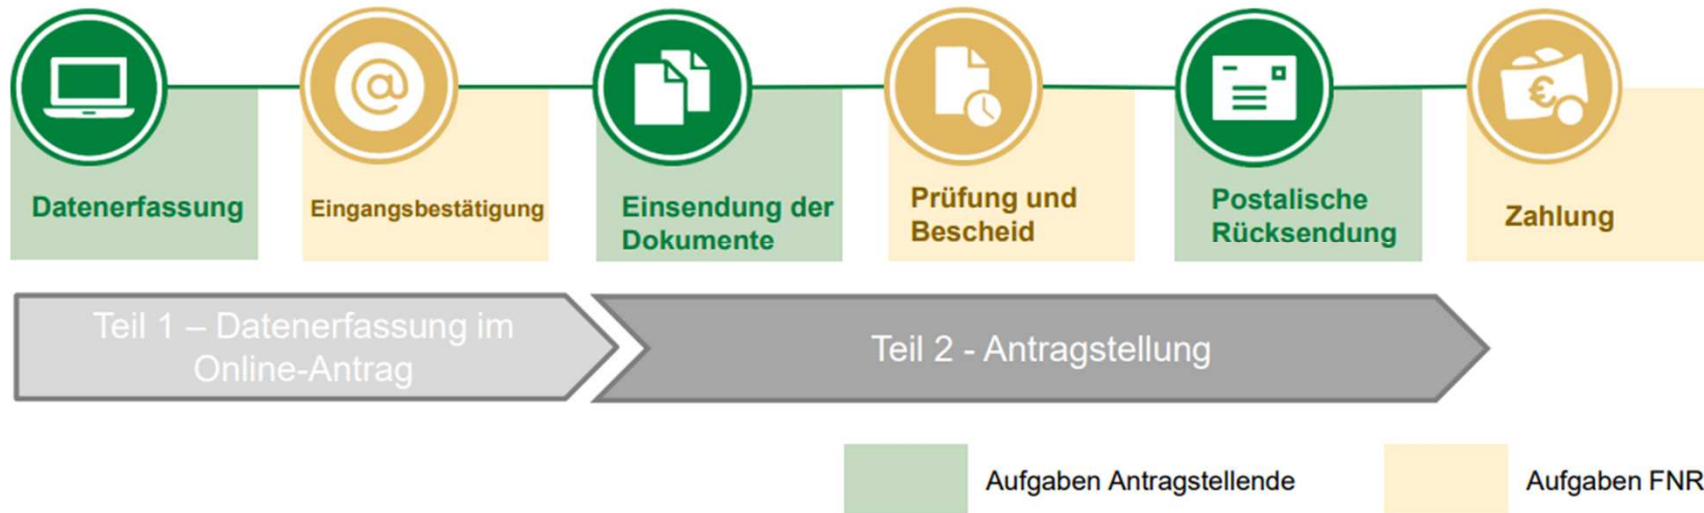 @
€
Datenerfassung
Eingangsbestätigung
Einsendung der
Dokumente
Prüfung und
Bescheid
Postalische
Rücksendung
Zahlung
Teil 1 – Datenerfassung im
Online-Antrag
Teil 2 - Antragstellung
Aufgaben Antragstellende
Aufgaben FNR